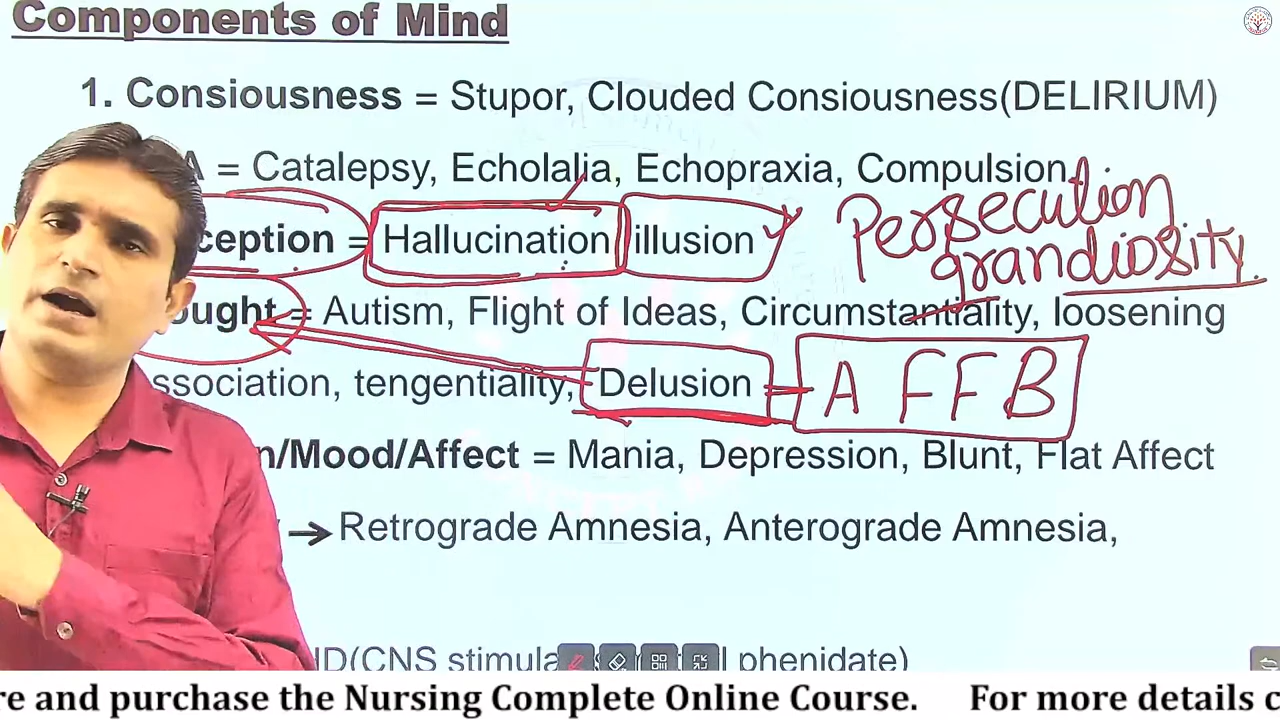 Components of Mind
1. Consiousness = Stupor, Clouded Consiousness(DELIRIUM)
A = Catalepsy, Echolalia, Echopraxia, Compulsion
ception = Hallucination illusion
Persecution
grandiosity
ought = Autism, Flight of Ideas, Circumstantiality, loosening
ssociation, tengentiality, Delusion = A F F B
n/Mood/Affect = Mania, Depression, Blunt, Flat Affect
→ Retrograde Amnesia, Anterograde Amnesia,
phenidate)
re and purchase the Nursing Complete Online Course. For more details c